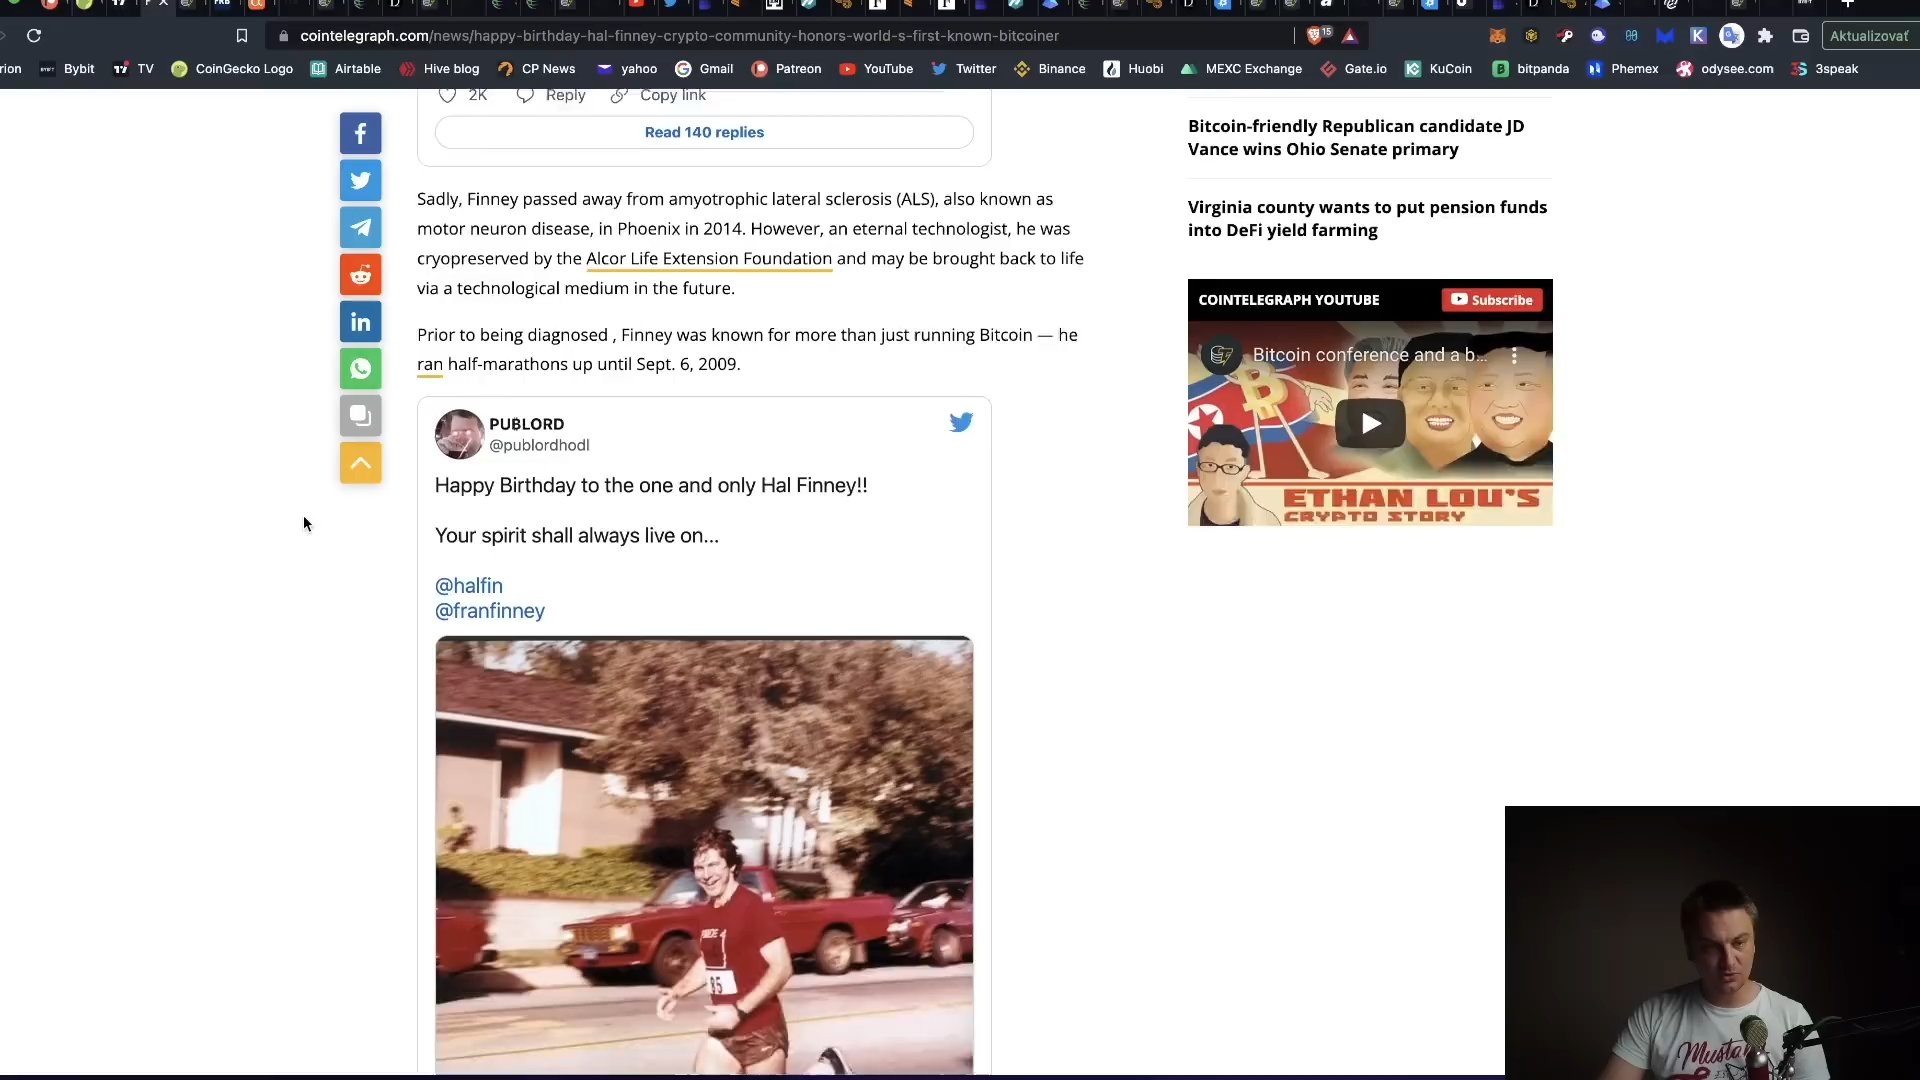 cointelegraph.com/news/happy-birthday-hal-finney-crypto-community-honors-world-s-first-known-bitcoiner
15
Aktualizovať
rion
Bybit
TV
CoinGecko Logo
Airtable
Hive blog
CP News
yahoo
Gmail
Patreon
YouTube
Twitter
Binance
Huobi
MEXC Exchange
Gate.io
KuCoin
bitpanda
Phemex
odysee.com
3speak
2K Reply Copy link
Read 140 replies
Sadly, Finney passed away from amyotrophic lateral sclerosis (ALS), also known as
motor neuron disease, in Phoenix in 2014. However, an eternal technologist, he was
cryopreserved by the Alcor Life Extension Foundation and may be brought back to life
via a technological medium in the future.
Prior to being diagnosed , Finney was known for more than just running Bitcoin — he
ran half-marathons up until Sept. 6, 2009.
PUBLORD
@publordhodl
Happy Birthday to the one and only Hal Finney!!
Your spirit shall always live on...
@halfin
@franfinney
85
Bitcoin-friendly Republican candidate JD
Vance wins Ohio Senate primary
Virginia county wants to put pension funds
into DeFi yield farming
COINTELEGRAPH YOUTUBE
Subscribe
Bitcoin conference and a b...
ETHAN LOU'S
CRYPTO STORY